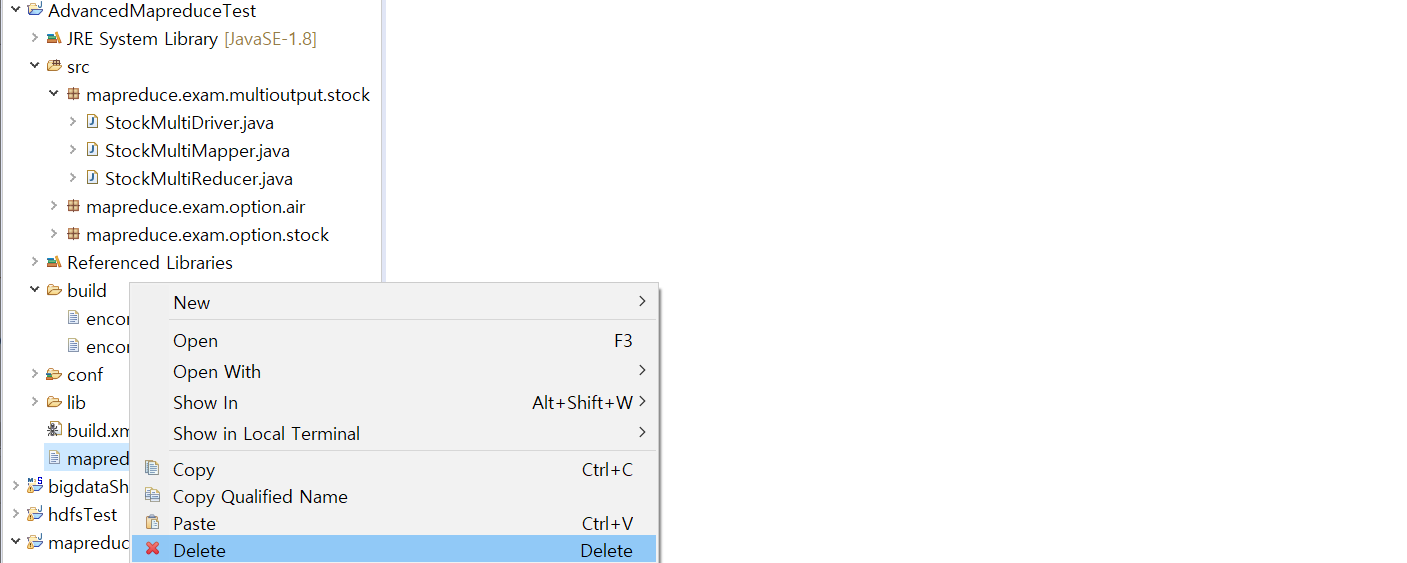 AdvancedMapreduceTest
JRE System Library [JavaSE-1.8]
src
mapreduce.exam.multioutput.stock
StockMultiDriver.java
StockMultiMapper.java
StockMultiReducer.java
mapreduce.exam.option.air
mapreduce.exam.option.stock
Referenced Libraries
build
encor
encor
conf
lib
build.xm
mapred
bigdataSh
hdfsTest
mapreduc
New
Open F3
Open With
Show In Alt+Shift+W
Show in Local Terminal
Copy Ctrl+C
Copy Qualified Name
Paste Ctrl+V
Delete Delete